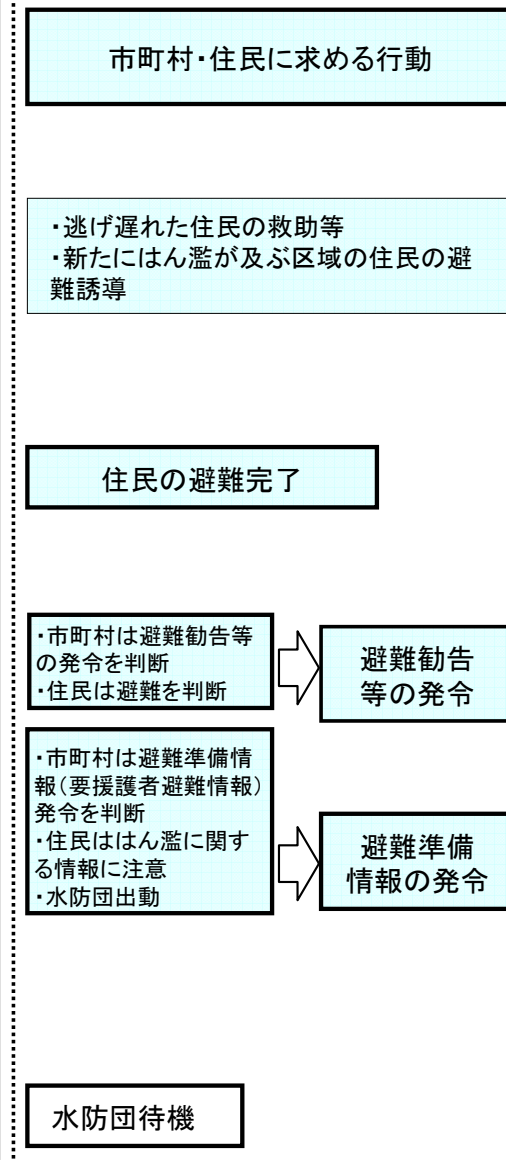 市町村・住民に求める行動
・逃げ遅れた住民の救助等
・新たにはん濫が及ぶ区域の住民の避
難誘導
住民の避難完了
・市町村は避難勧告等
の発令を判断
・住民は避難を判断
避難勧告
等の発令
・市町村は避難準備情
報（要援護者避難情報）
発令を判断
・住民ははん濫に関す
る情報に注意
・水防団出動
避難準備
情報の発令
水防団待機